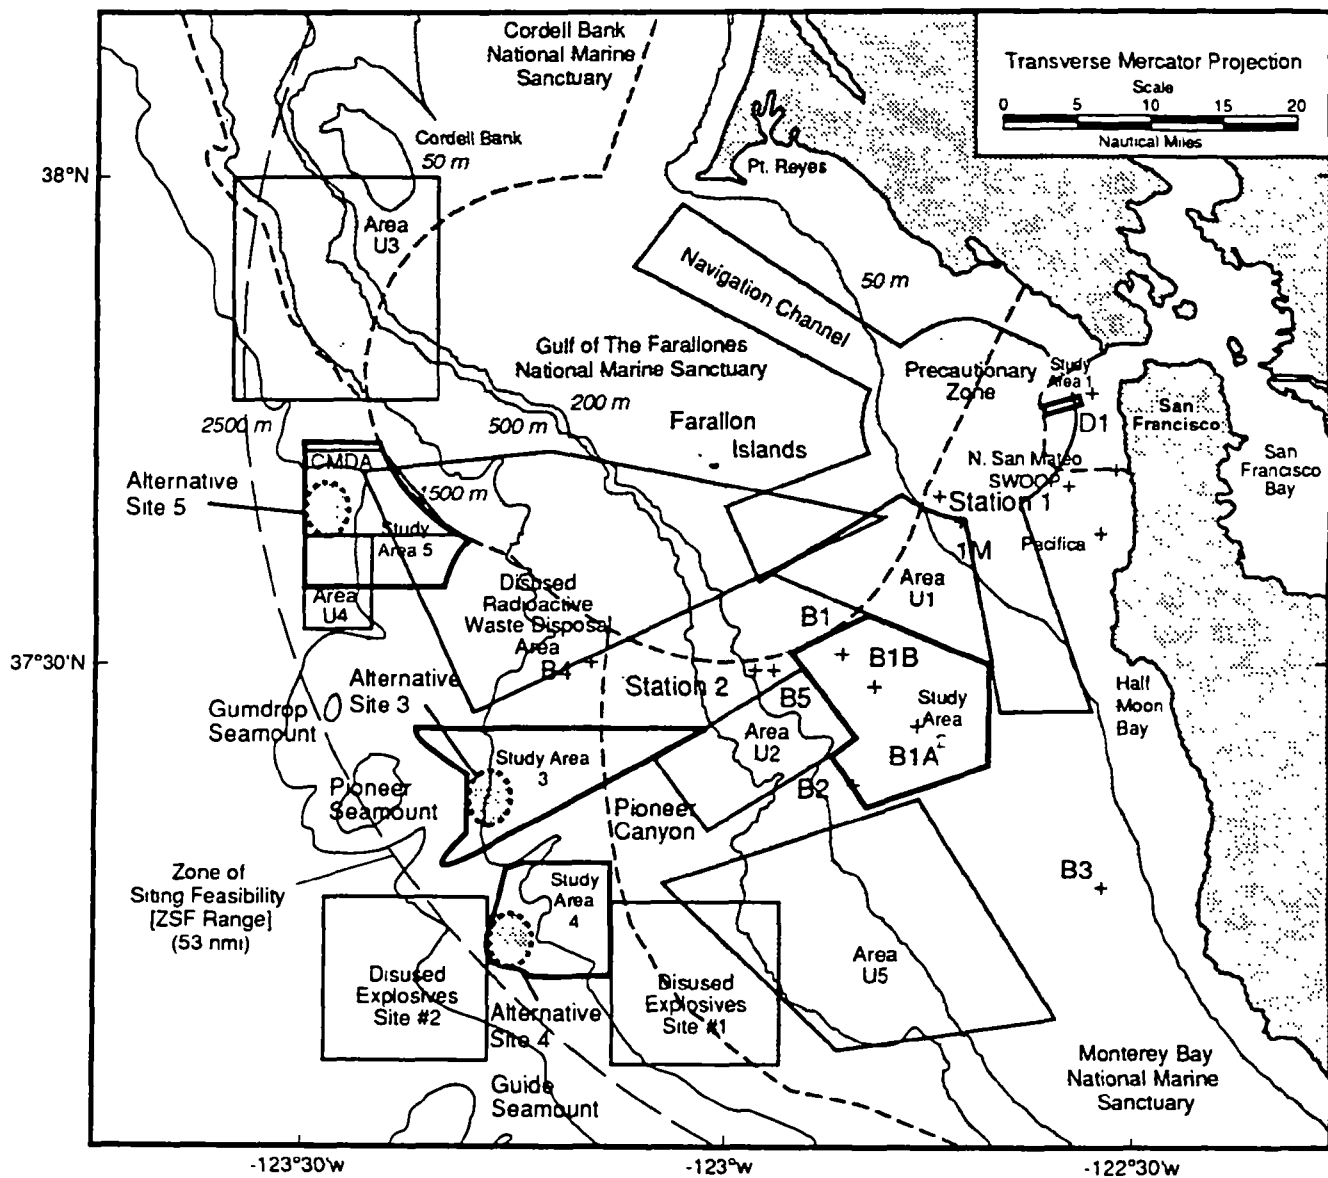 Cordell Bank
National Marine
Sanctuary
Transverse Mercator Projection
Scale
0 5 10 15 20
Nautical Miles
Cordell Bank
50 m
Pt. Reyes
38°N
Area
U3
Navigation Channel
50 m
Gulf of The Farallones
National Marine Sanctuary
200 m
Precautionary
Zone
Study
Area 1
D1
2500 m
500 m
Farallon
Islands
San
Francisco
San
Francisco
Bay
CMDA
1500 m
Alternative
Site 5
N. San Mateo
SWOOP
Station 1
Study
Area 5
1M
Pacifica
Area
U4
Disused
Radioactive
Waste Disposal
Area
Area
U1
B1
37°30'N
B4
B1B
Alternative
Site 3
Station 2
B5
Study
Area
2
Half
Moon
Bay
Gumdrop
Seamount
Area
U2
B1A
Study Area
3
Pioneer
Seamount
B2
Pioneer
Canyon
Zone of
Siting Feasibility
[ZSF Range]
(53 nmi)
Study
Area
4
B3
Area
U5
Disused
Explosives
Site #2
Disused
Explosives
Site #1
Alternative
Site 4
Guide
Seamount
Monterey Bay
National Marine
Sanctuary
-123°30'W
-123°W
-122°30'W